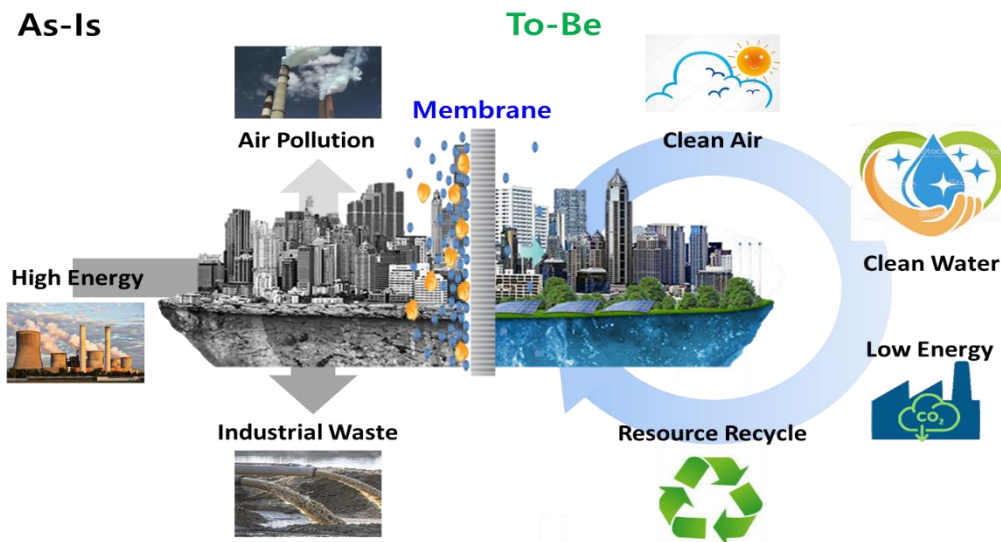 As-Is
To-Be
Membrane
Air Pollution
Clean Air
High Energy
Clean Water
Low Energy
CO₂
Industrial Waste
Resource Recycle